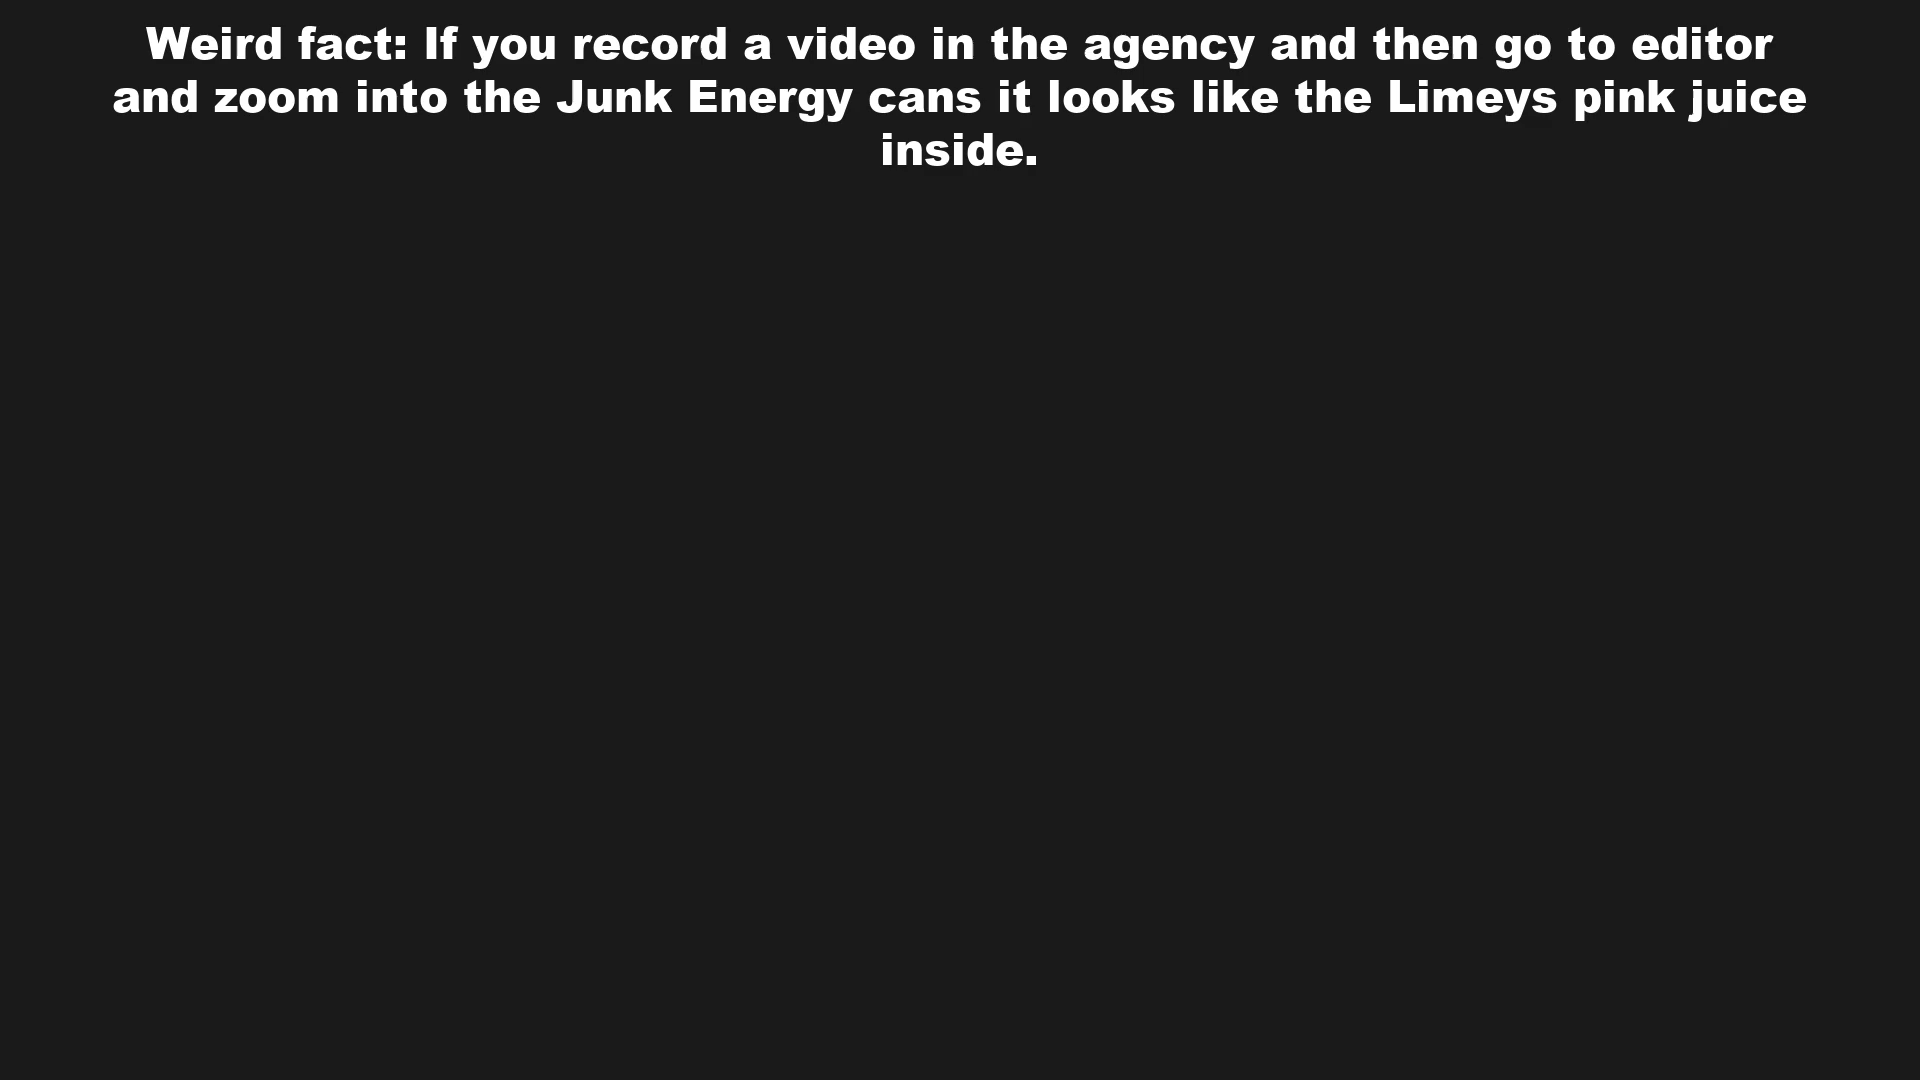 Weird fact: If you record a video in the agency and then go to editor
and zoom into the Junk Energy cans it looks like the Limeys pink juice
inside.